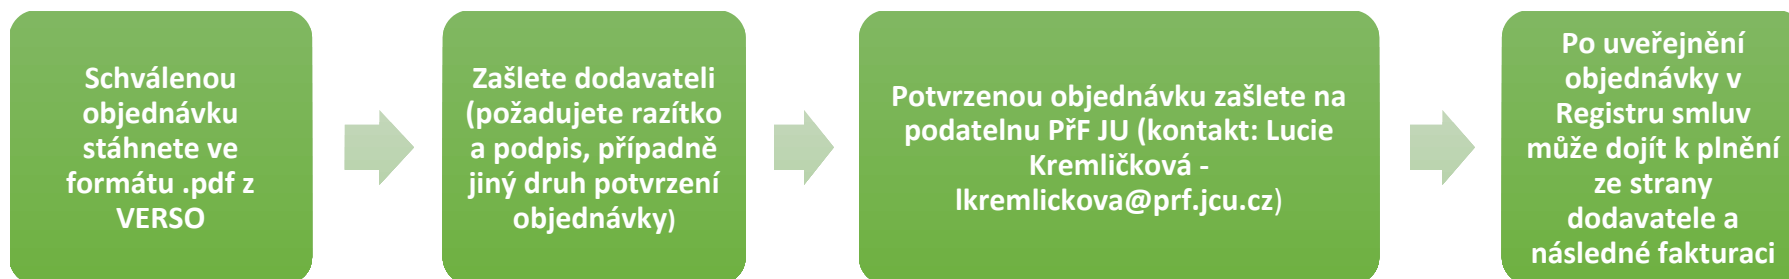 Schválenou
objednávku
stáhnete ve
formátu .pdf z
VERSO
Zašlete dodavateli
(požadujete razítko
a podpis, případně
jiný druh potvrzení
objednávky)
Potvrzenou objednávku zašlete na
podatelnu PřF JU (kontakt: Lucie
Kremličková -
lkremlickova@prf.jcu.cz)
Po uveřejnění
objednávky v
Registru smluv
může dojít k plnění
ze strany
dodavatele a
následné fakturaci